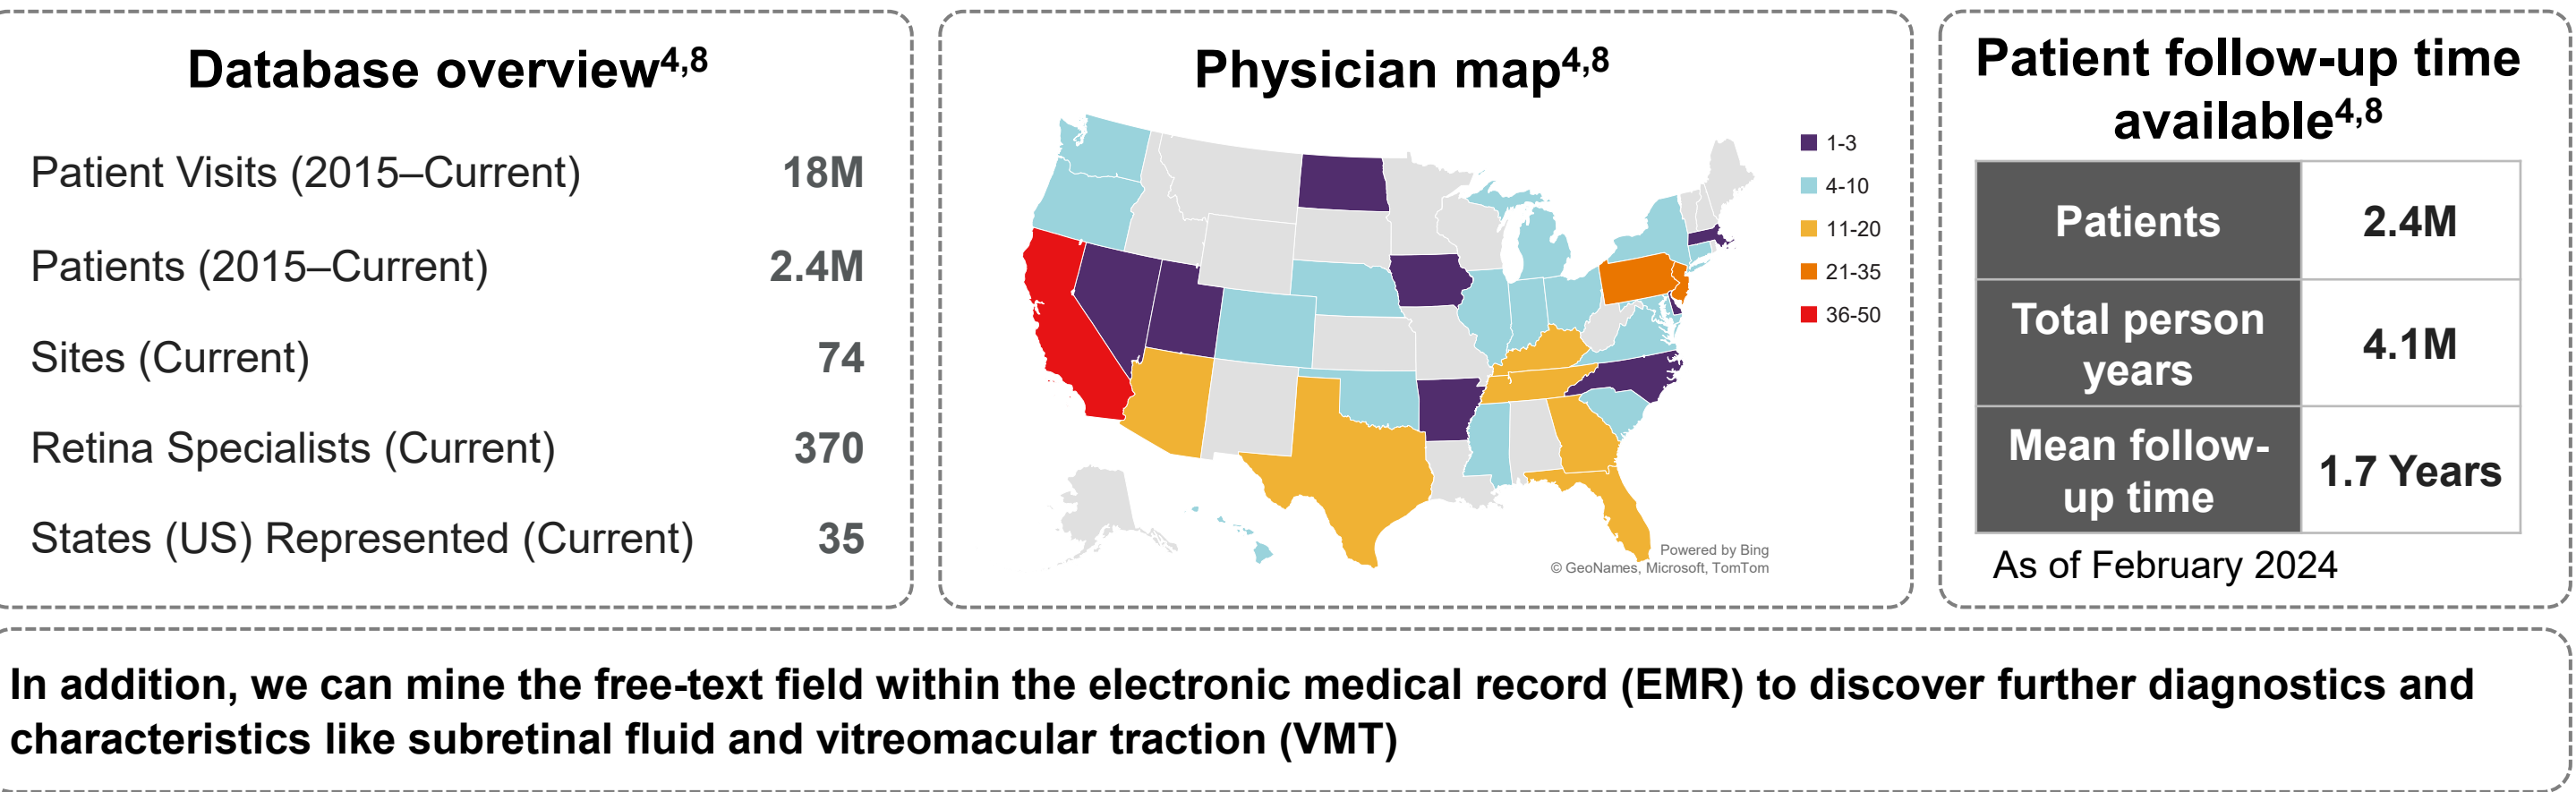 Database overview4,8
Patient Visits (2015–Current) 18M
Patients (2015–Current) 2.4M
Sites (Current) 74
Retina Specialists (Current) 370
States (US) Represented (Current) 35
Physician map4,8
1-3
4-10
11-20
21-35
36-50
Powered by Bing
© GeoNames, Microsoft, TomTom
Patient follow-up time
available4,8
Patients 2.4M
Total person
years
4.1M
Mean follow-
up time
1.7 Years
As of February 2024
In addition, we can mine the free-text field within the electronic medical record (EMR) to discover further diagnostics and
characteristics like subretinal fluid and vitreomacular traction (VMT)